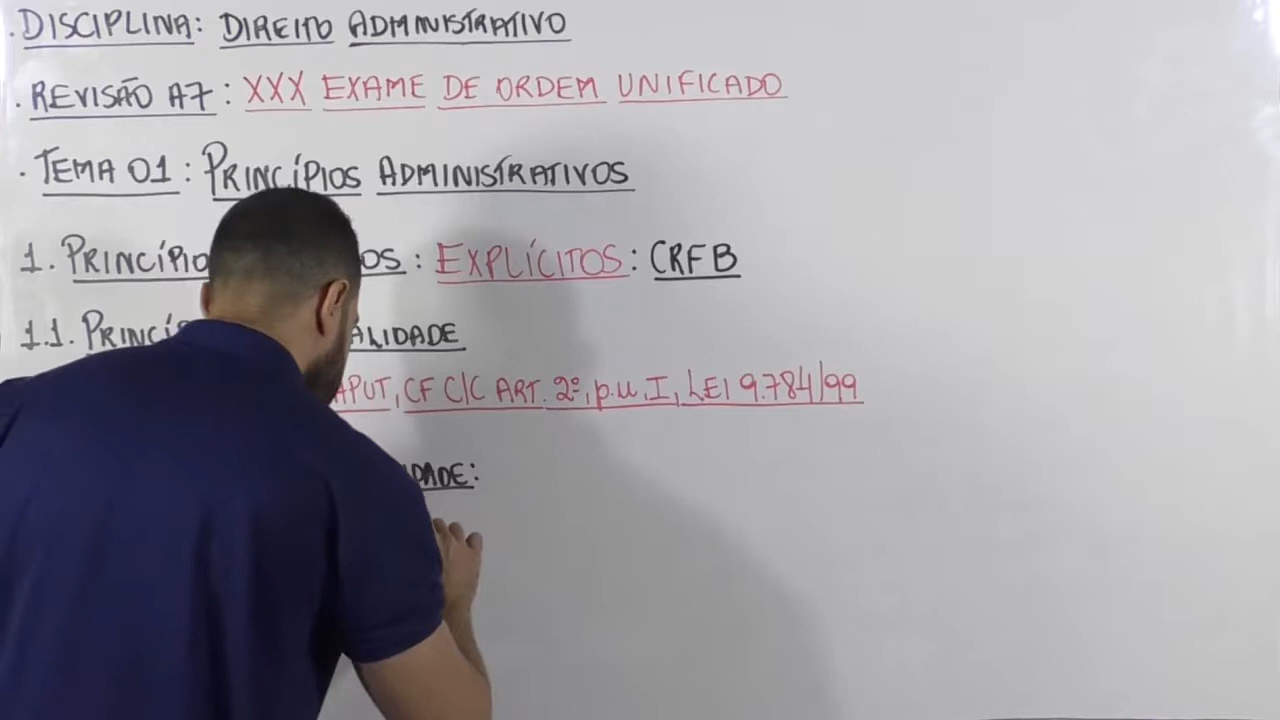 . DISCIPLINA: DIREITO ADMINISTRATIVO
. REVISÃO A7: XXX EXAME DE ORDEM UNIFICADO
. TEMA 01: PRINCÍPIOS ADMINISTRATIVOS
1. PRINCÍPIO OS: EXPLÍCITOS: CRFB
1.1. PRINCÍ ALIDADE
APUT, CF C/C ART. 2º, p.u, I, LEI 9.784/99
DADE: